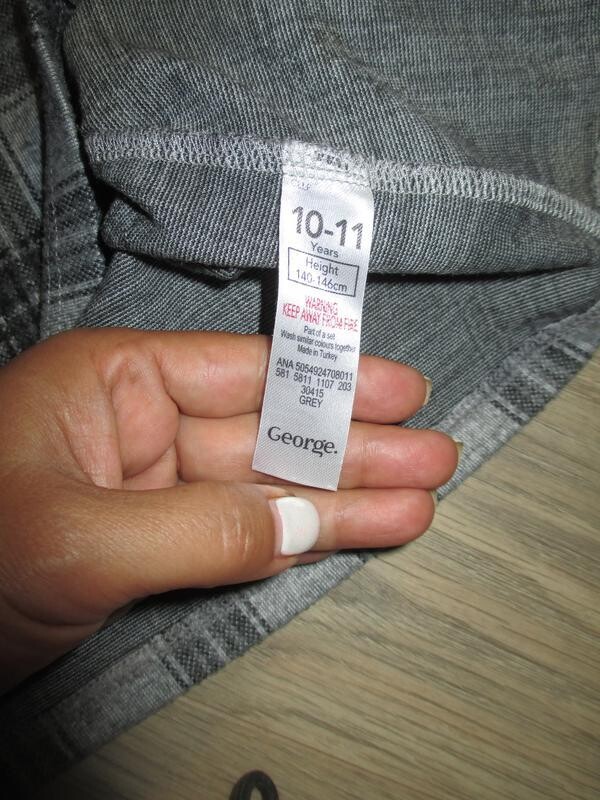 10-11
Years
Height
140-146cm
WARNING
KEEP AWAY FROM FIRE
Part of a set
Wash similar colours together
Made in Turkey
ANA 5054924708011
581 5811 1107 203
30415
GREY
George.